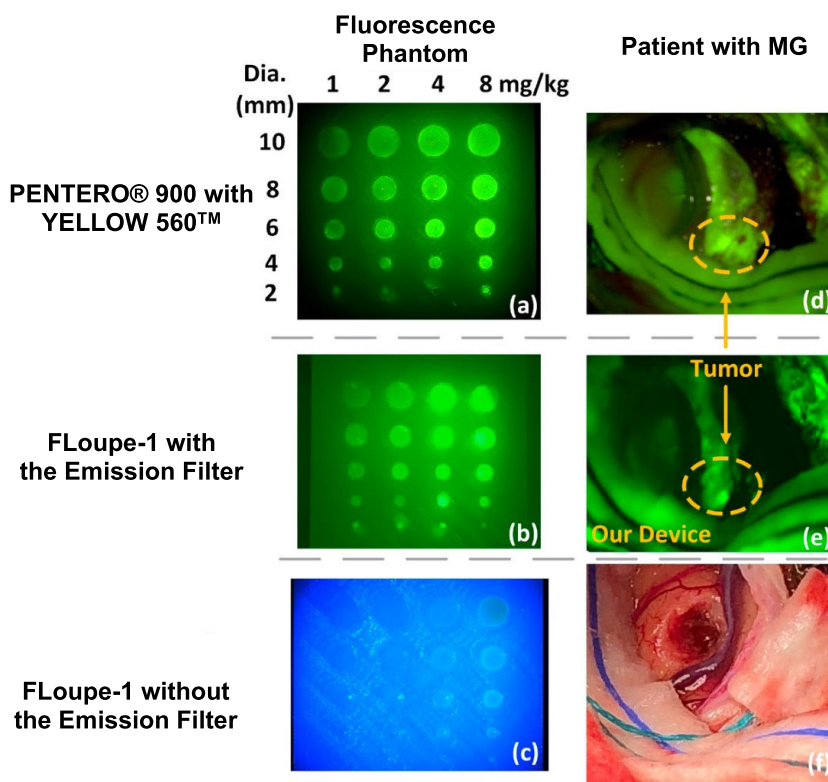 Fluorescence
Phantom
Patient with MG
Dia.
(mm)
1 2 4 8 mg/kg
10
8
6
4
2
PENTERO® 900 with
YELLOW 560™
(a)
(d)
Tumor
FLoupe-1 with
the Emission Filter
(b)
Our Device
(e)
FLoupe-1 without
the Emission Filter
(c)
(f)